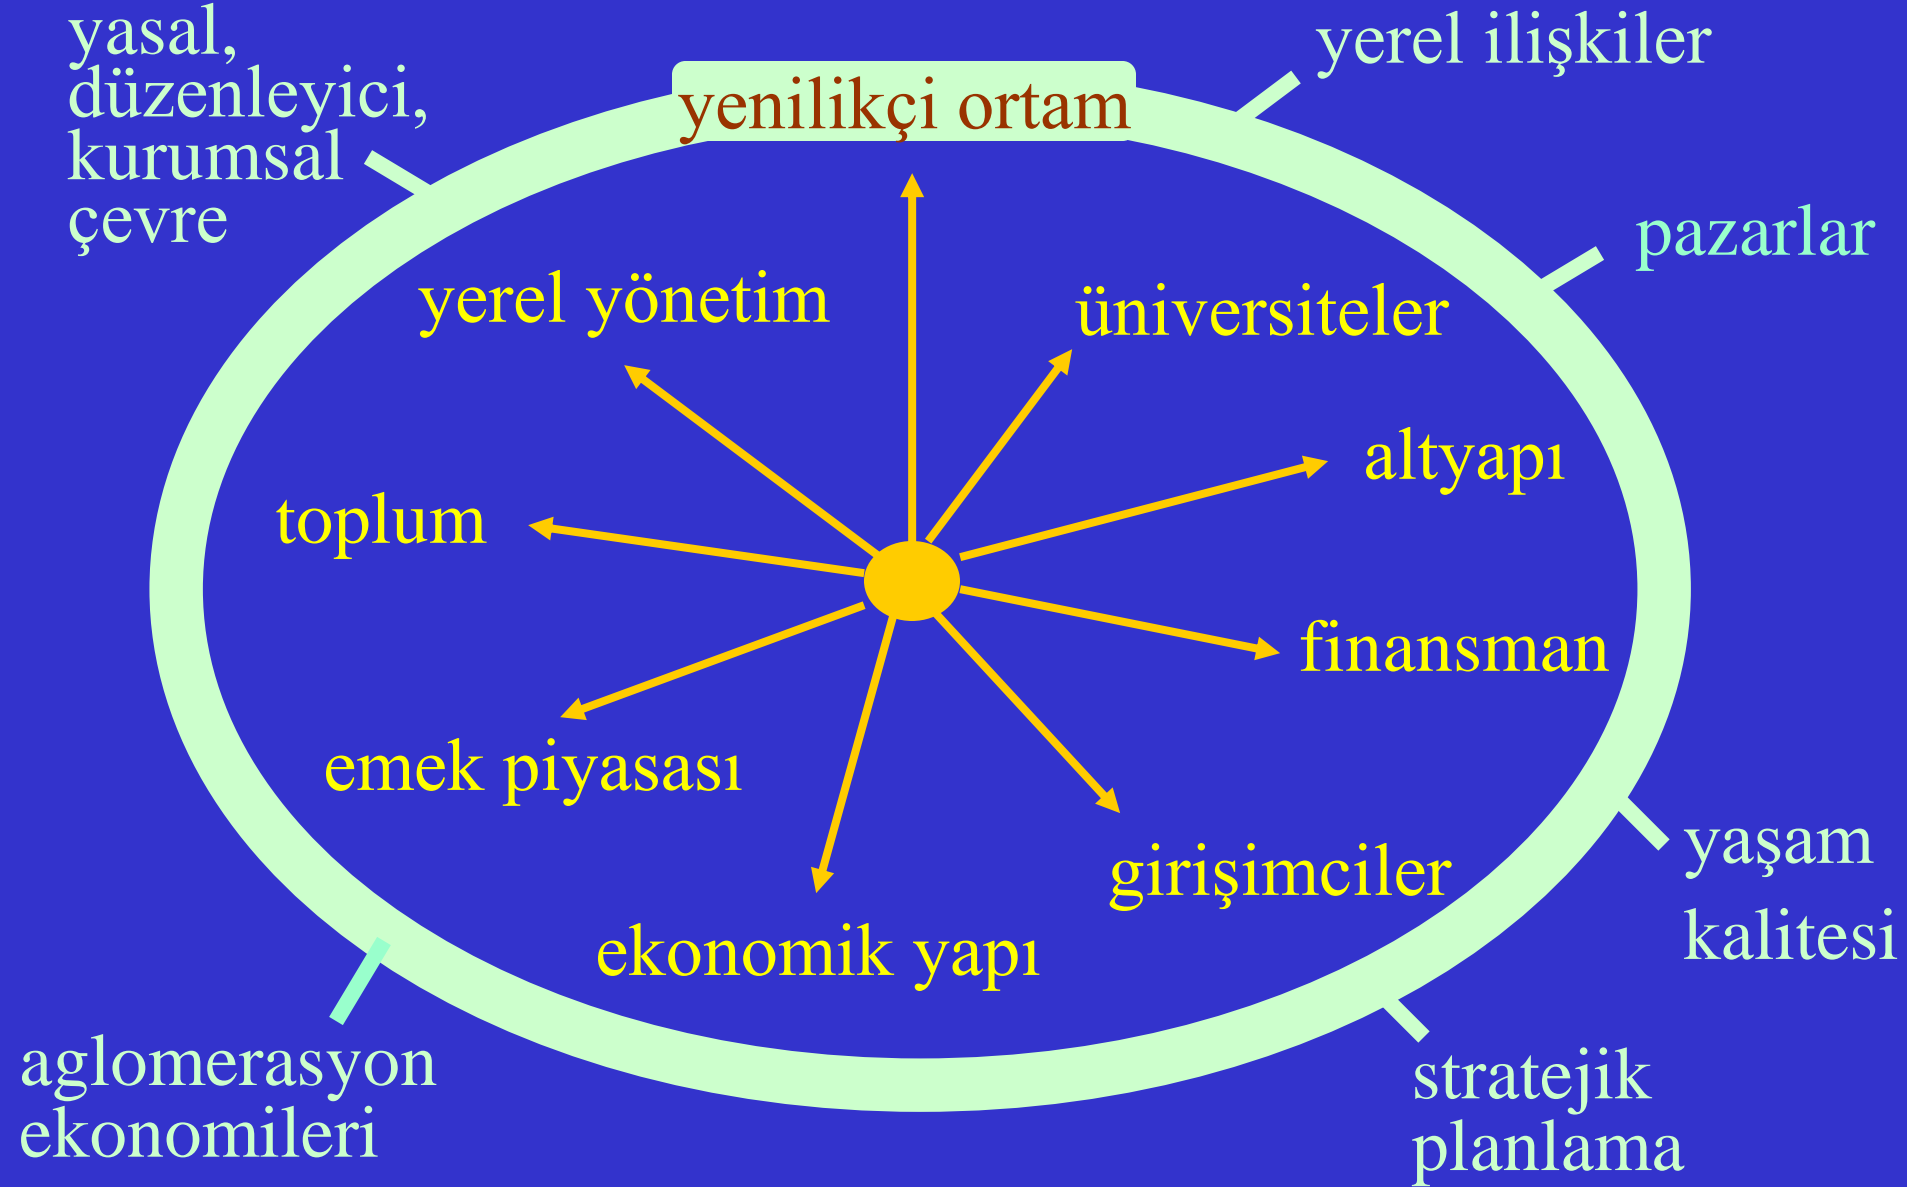 yasal,
düzenleyici,
kurumsal
çevre
yenilikçi ortam
yerel ilişkiler
pazarlar
yerel yönetim
üniversiteler
altyapı
toplum
finansman
emek piyasası
girişimciler
ekonomik yapı
yaşam
kalitesi
aglomerasyon
ekonomileri
stratejik
planlama